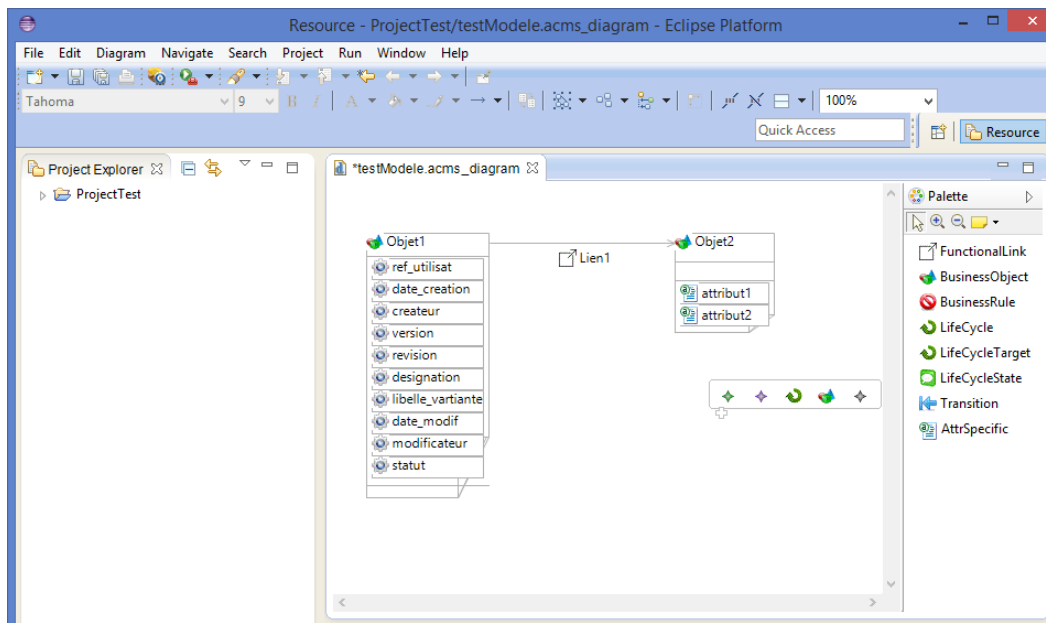 Resource - ProjectTest/testModele.acms_diagram - Eclipse Platform
File Edit Diagram Navigate Search Project Run Window Help
Tahoma 9 B I A 100%
Quick Access Resource
Project Explorer
ProjectTest
*testModele.acms_diagram
Objet1
ref_utilisat
date_creation
createur
version
revision
designation
libelle_vartiante
date_modif
modificateur
statut
Lien1
Objet2
attribut1
attribut2
Palette
FunctionalLink
BusinessObject
BusinessRule
LifeCycle
LifeCycleTarget
LifeCycleState
Transition
AttrSpecific